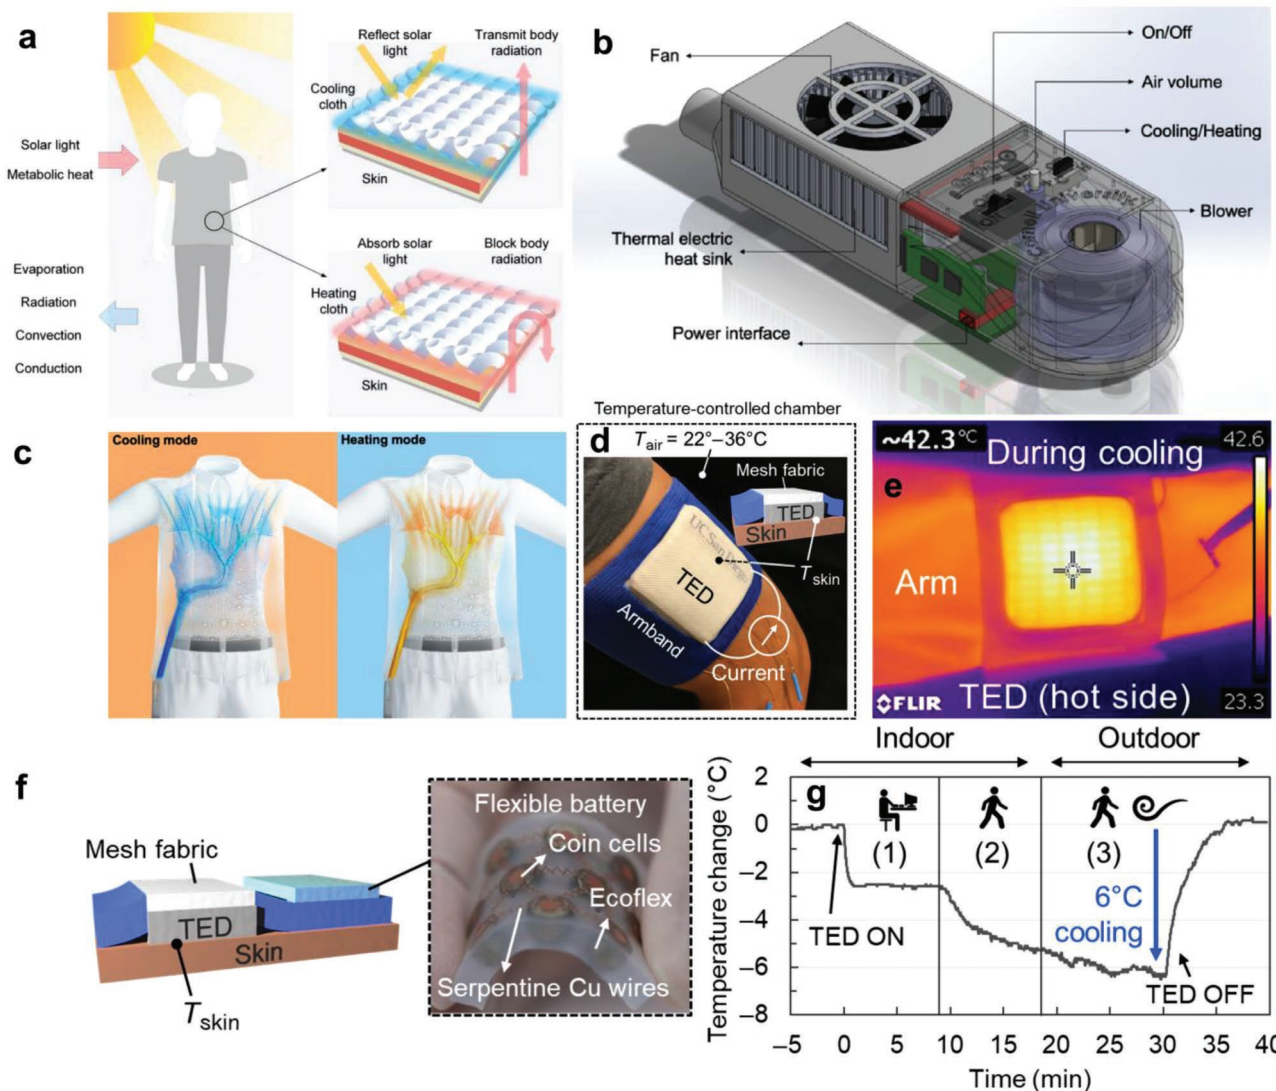 a
Reflect solar
light
Transmit body
radiation
Cooling
cloth
Skin
Solar light
Metabolic heat
Absorb solar
light
Block body
radiation
Heating
cloth
Skin
Evaporation
Radiation
Convection
Conduction
b
Fan
On/Off
Air volume
Cooling/Heating
Blower
Thermal electric
heat sink
Power interface
c
Cooling mode
Heating mode
Temperature-controlled chamber
d
Tair = 22°–36°C
Mesh fabric
TED
Skin
UC San Diego
Tskin
TED
Armband
Current
~42.3°C
42.6
During cooling
e
Arm
FLIR
TED (hot side)
23.3
f
Mesh fabric
TED
Skin
Tskin
Flexible battery
Coin cells
Ecoflex
Serpentine Cu wires
Indoor
Outdoor
g
Temperature change (°C)
2
0
−2
−4
−6
−8
(1)
(2)
(3)
TED ON
6°C
cooling
TED OFF
−5
0
5
10
15
20
25
30
35
40
Time (min)